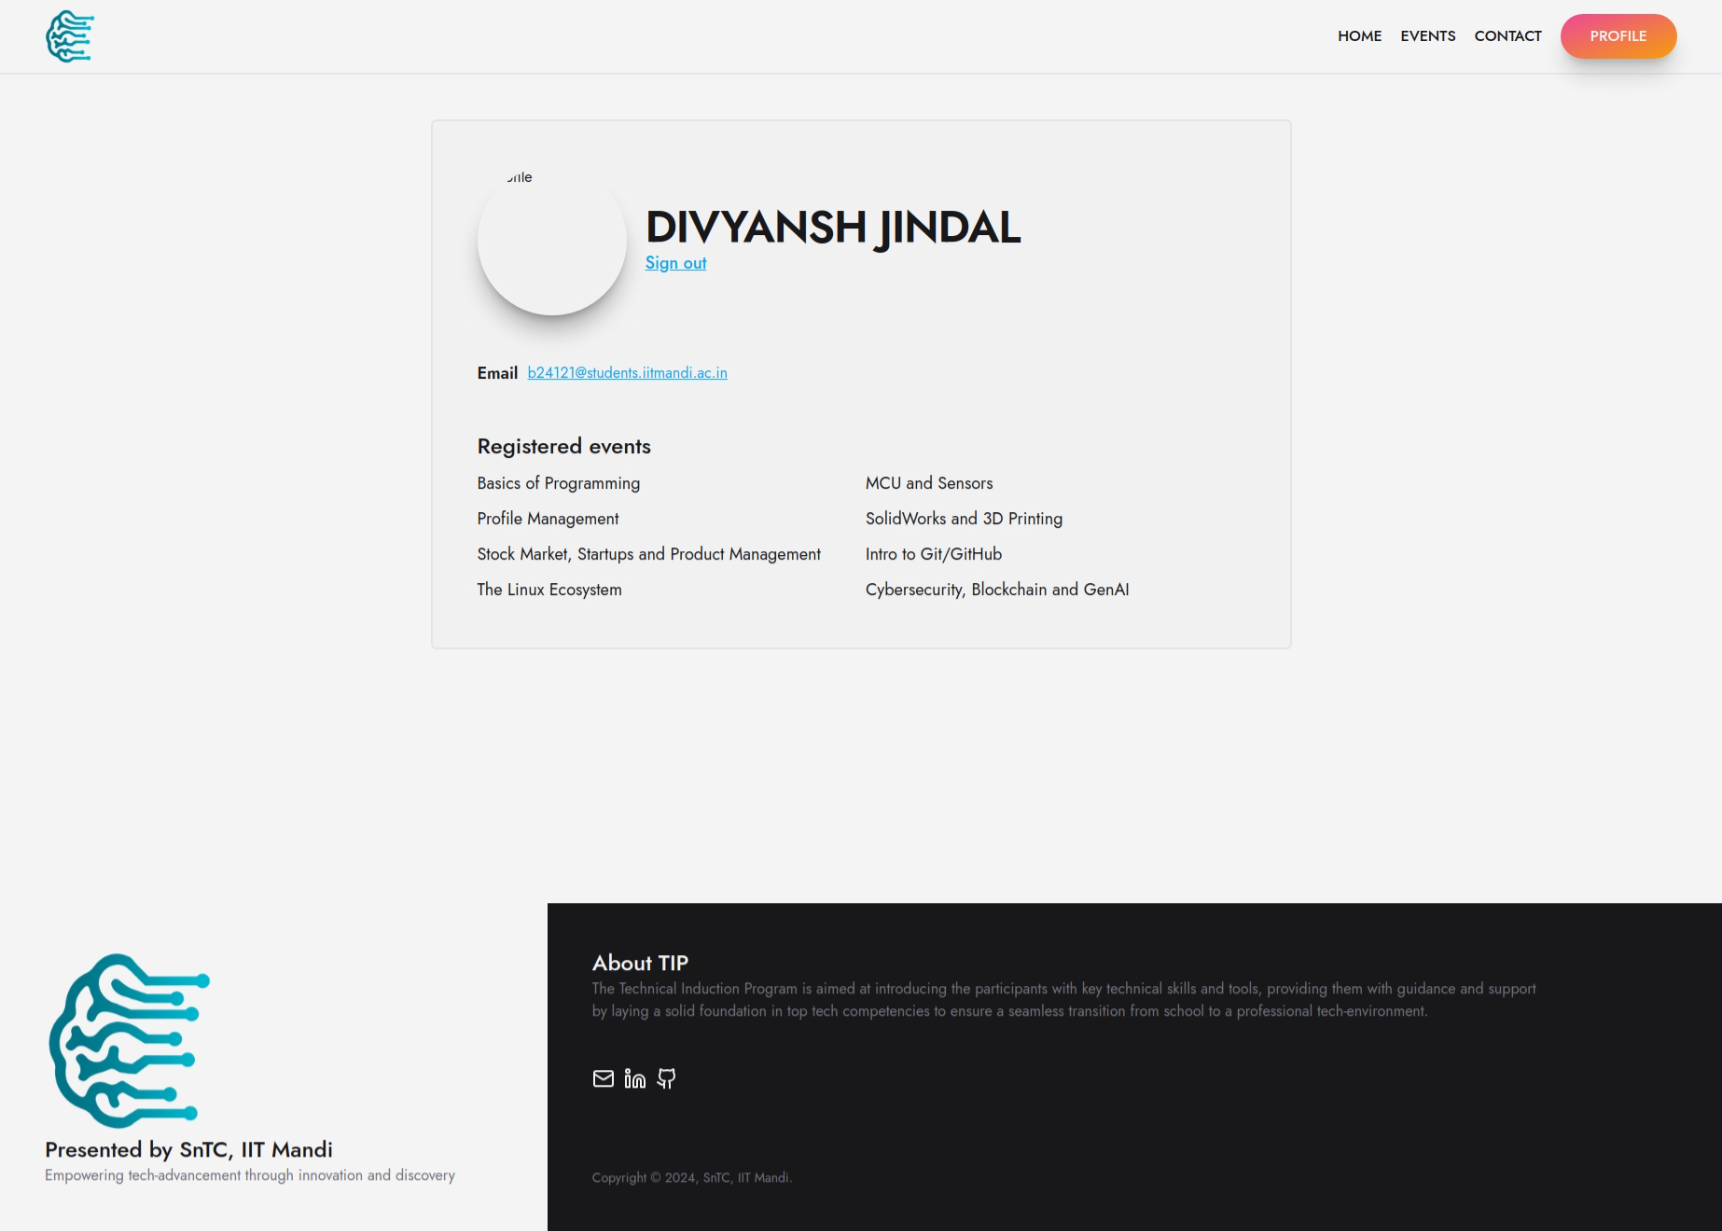 HOME EVENTS CONTACT PROFILE
DIVYANSH JINDAL
Sign out
Email b24121@students.iitmandi.ac.in
Registered events
Basics of Programming
MCU and Sensors
Profile Management
SolidWorks and 3D Printing
Stock Market, Startups and Product Management
Intro to Git/GitHub
The Linux Ecosystem
Cybersecurity, Blockchain and GenAI
Presented by SnTC, IIT Mandi
Empowering tech-advancement through innovation and discovery
About TIP
The Technical Induction Program is aimed at introducing the participants with key technical skills and tools, providing them with guidance and support
by laying a solid foundation in top tech competencies to ensure a seamless transition from school to a professional tech-environment.
Copyright © 2024, SnTC, IIT Mandi.